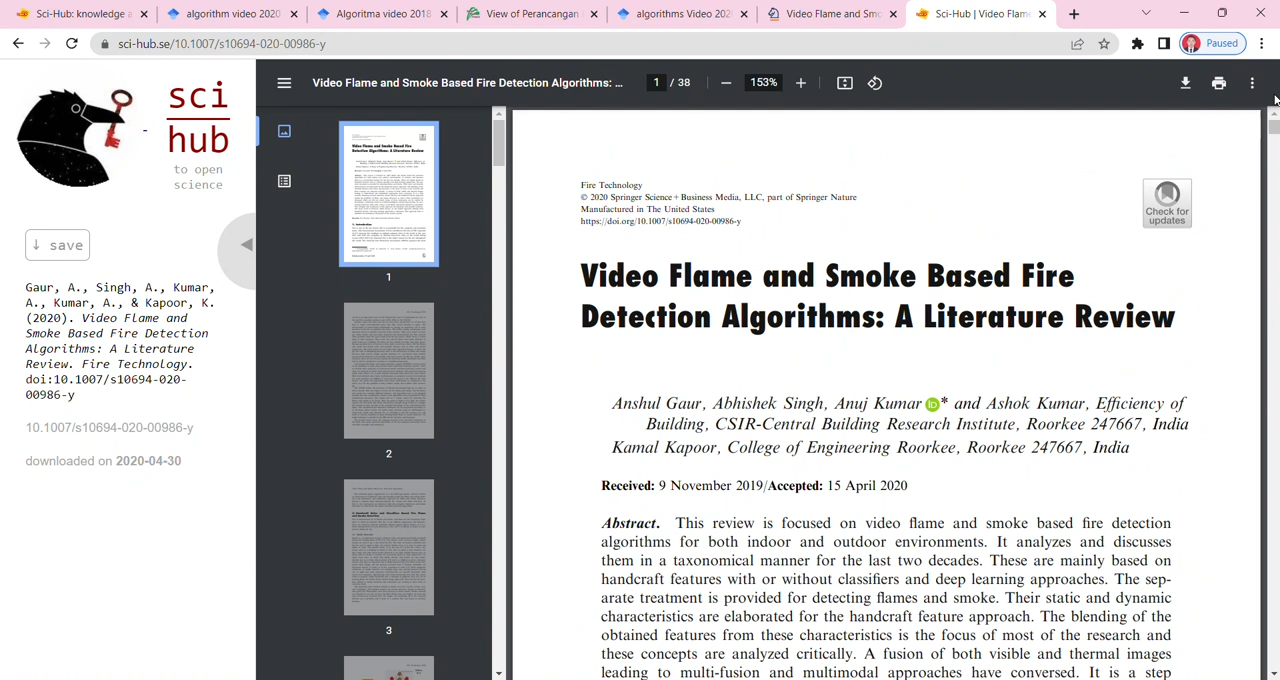 Sci-Hub: knowledge a
algorithm video 2020
Algoritma video 2018
View of Perancangan
algorithms Video 202
Video Flame and Smo
Sci-Hub | Video Flame
sci-hub.se/10.1007/s10694-020-00986-y
Paused
sci
hub
to open
science
↓ save
Gaur, A., Singh, A., Kumar,
A., Kumar, A., & Kapoor, K.
(2020). Video Flame and
Smoke Based Fire Detection
Algorithms: A Literature
Review. Fire Technology.
doi:10.1007/s10694-020-
00986-y
10.1007/s10694-020-00986-y
downloaded on 2020-04-30
Video Flame and Smoke Based Fire Detection Algorithms: ...
1 / 38
153%
Video Flame and Smoke Based Fire
Detection Algorithms: A Literature Review
1
2
3
Fire Technology
© 2020 Springer Science+Business Media, LLC, part of Springer Nature
Manufactured in The United States
https://doi.org/10.1007/s10694-020-00986-y
Check for
updates
Video Flame and Smoke Based Fire
Detection Algorithms: A Literature Review
Anshul Gaur, Abhishek Singh, Anuj Kumar iD* and Ashok Kumar, Efficiency of
Building, CSIR-Central Building Research Institute, Roorkee 247667, India
Kamal Kapoor, College of Engineering Roorkee, Roorkee 247667, India
Received: 9 November 2019/Accepted: 15 April 2020
Abstract. This review is focused on video flame and smoke based fire detection
algorithms for both indoor and outdoor environments. It analyzes and discusses
them in a taxonomical manner for the last two decades. These are mainly based on
handcraft features with or without classifiers and deep learning approaches. The sep-
arate treatment is provided for detecting flames and smoke. Their static and dynamic
characteristics are elaborated for the handcraft feature approach. The blending of the
obtained features from these characteristics is the focus of most of the research and
these concepts are analyzed critically. A fusion of both visible and thermal images
leading to multi-fusion and multimodal approaches have conversed. It is a step